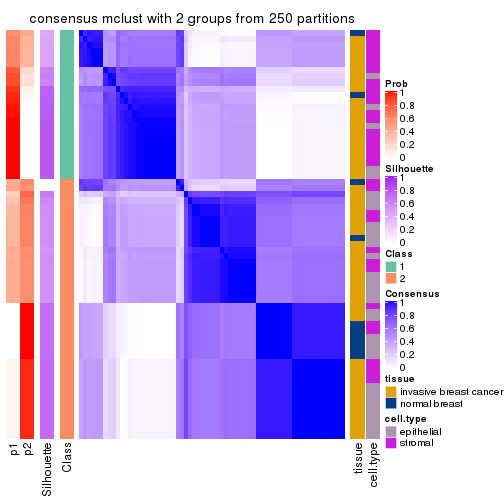 consensus mclust with 2 groups from 250 partitions
Prob
1
0.8
0.6
0.4
0.2
0
Silhouette
1
0.8
0.6
0.4
0.2
0
Class
1
2
Consensus
1
0.8
0.6
0.4
0.2
0
tissue
invasive breast cancer
normal breast
cell.type
epithelial
stromal
p1
p2
Silhouette
Class
tissue
cell.type